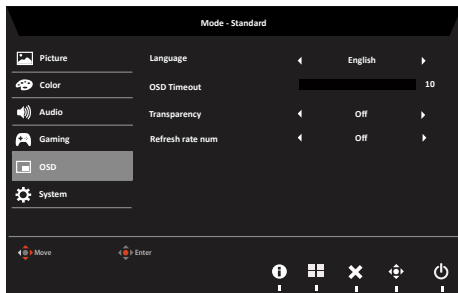 Mode - Standard
Picture
Language English
Color
OSD Timeout 10
Audio
Transparency Off
Gaming
Refresh rate num Off
OSD
System
Move Enter